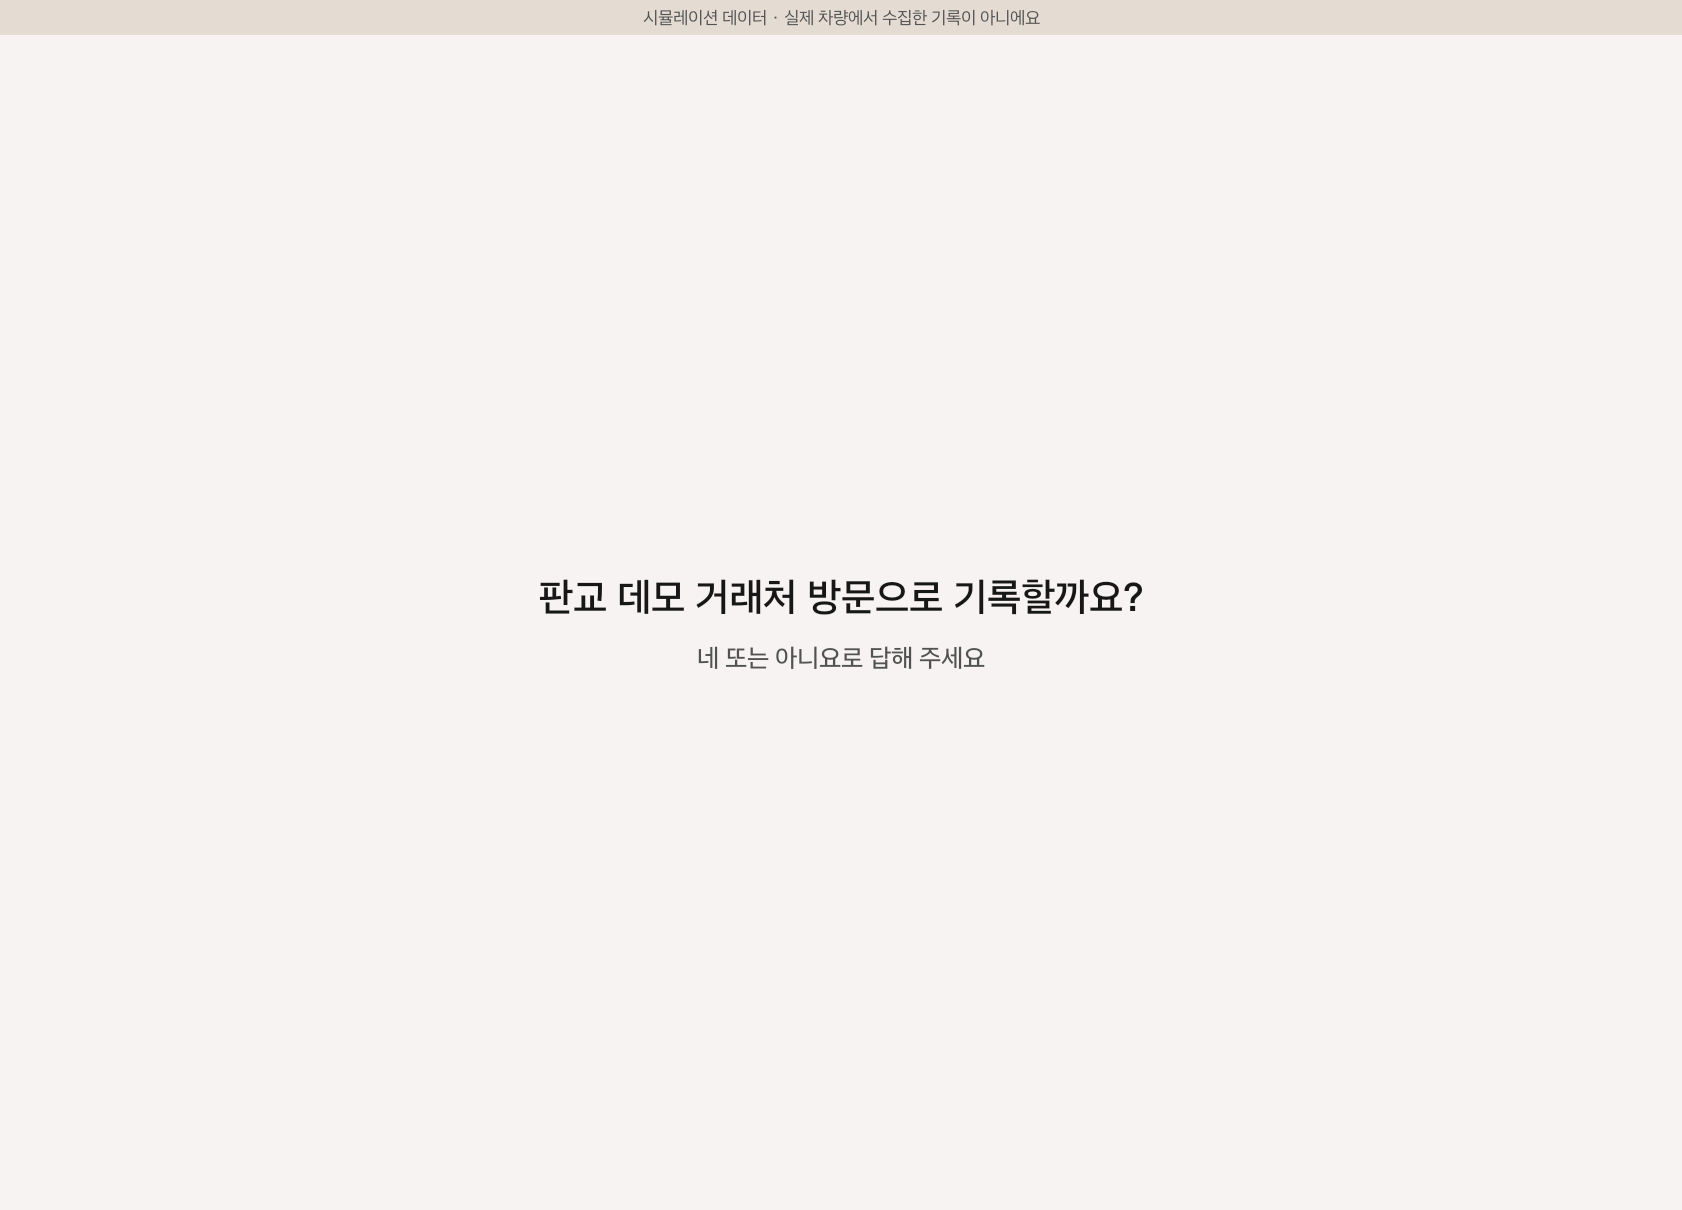 시뮬레이션 데이터 · 실제 차량에서 수집한 기록이 아니에요
판교 데모 거래처 방문으로 기록할까요?
네 또는 아니요로 답해 주세요